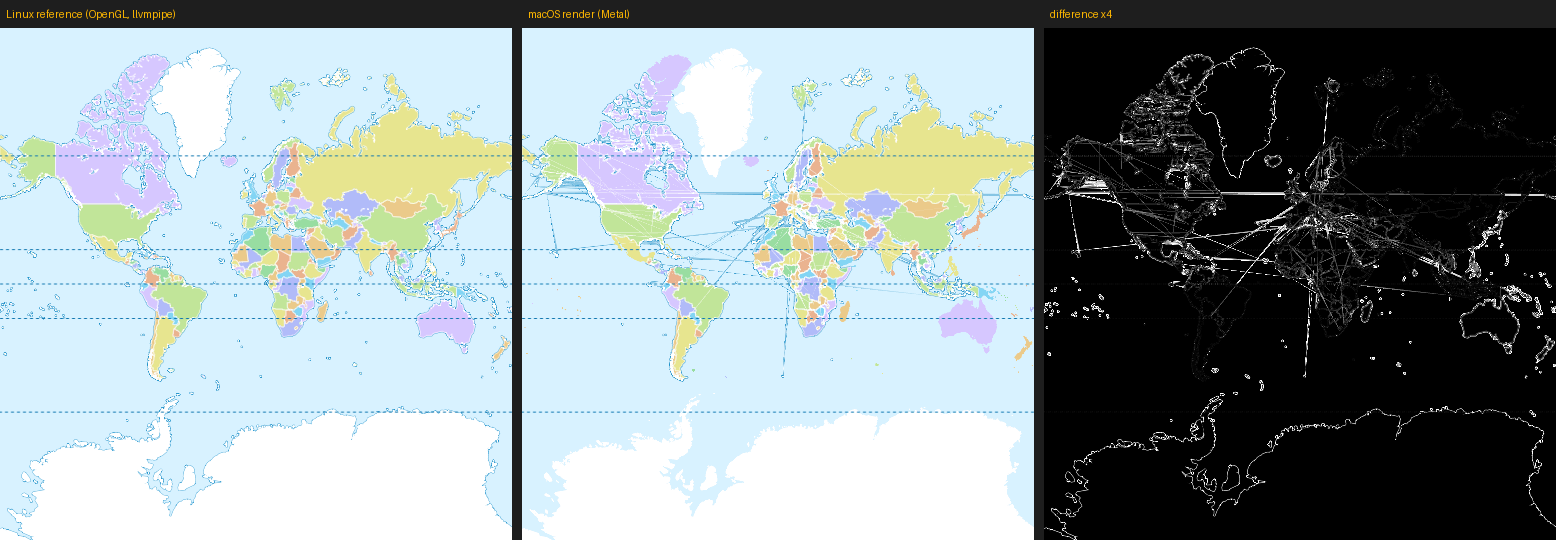 Linux reference (OpenGL, llvmpipe)
macOS render (Metal)
difference x4